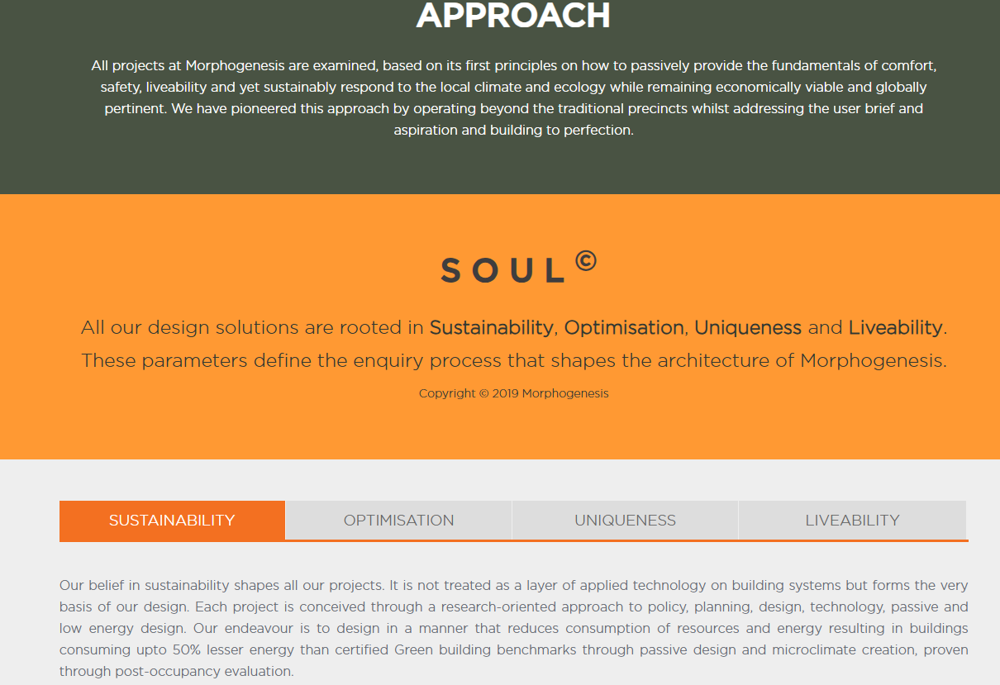 APPROACH
All projects at Morphogenesis are examined, based on its first principles on how to passively provide the fundamentals of comfort,
safety, liveability and yet sustainably respond to the local climate and ecology while remaining economically viable and globally
pertinent. We have pioneered this approach by operating beyond the traditional precincts whilst addressing the user brief and
aspiration and building to perfection.
S O U L ©
All our design solutions are rooted in Sustainability, Optimisation, Uniqueness and Liveability.
These parameters define the enquiry process that shapes the architecture of Morphogenesis.
Copyright © 2019 Morphogenesis
SUSTAINABILITY OPTIMISATION UNIQUENESS LIVEABILITY
Our belief in sustainability shapes all our projects. It is not treated as a layer of applied technology on building systems but forms the very
basis of our design. Each project is conceived through a research-oriented approach to policy, planning, design, technology, passive and
low energy design. Our endeavour is to design in a manner that reduces consumption of resources and energy resulting in buildings
consuming upto 50% lesser energy than certified Green building benchmarks through passive design and microclimate creation, proven
through post-occupancy evaluation.